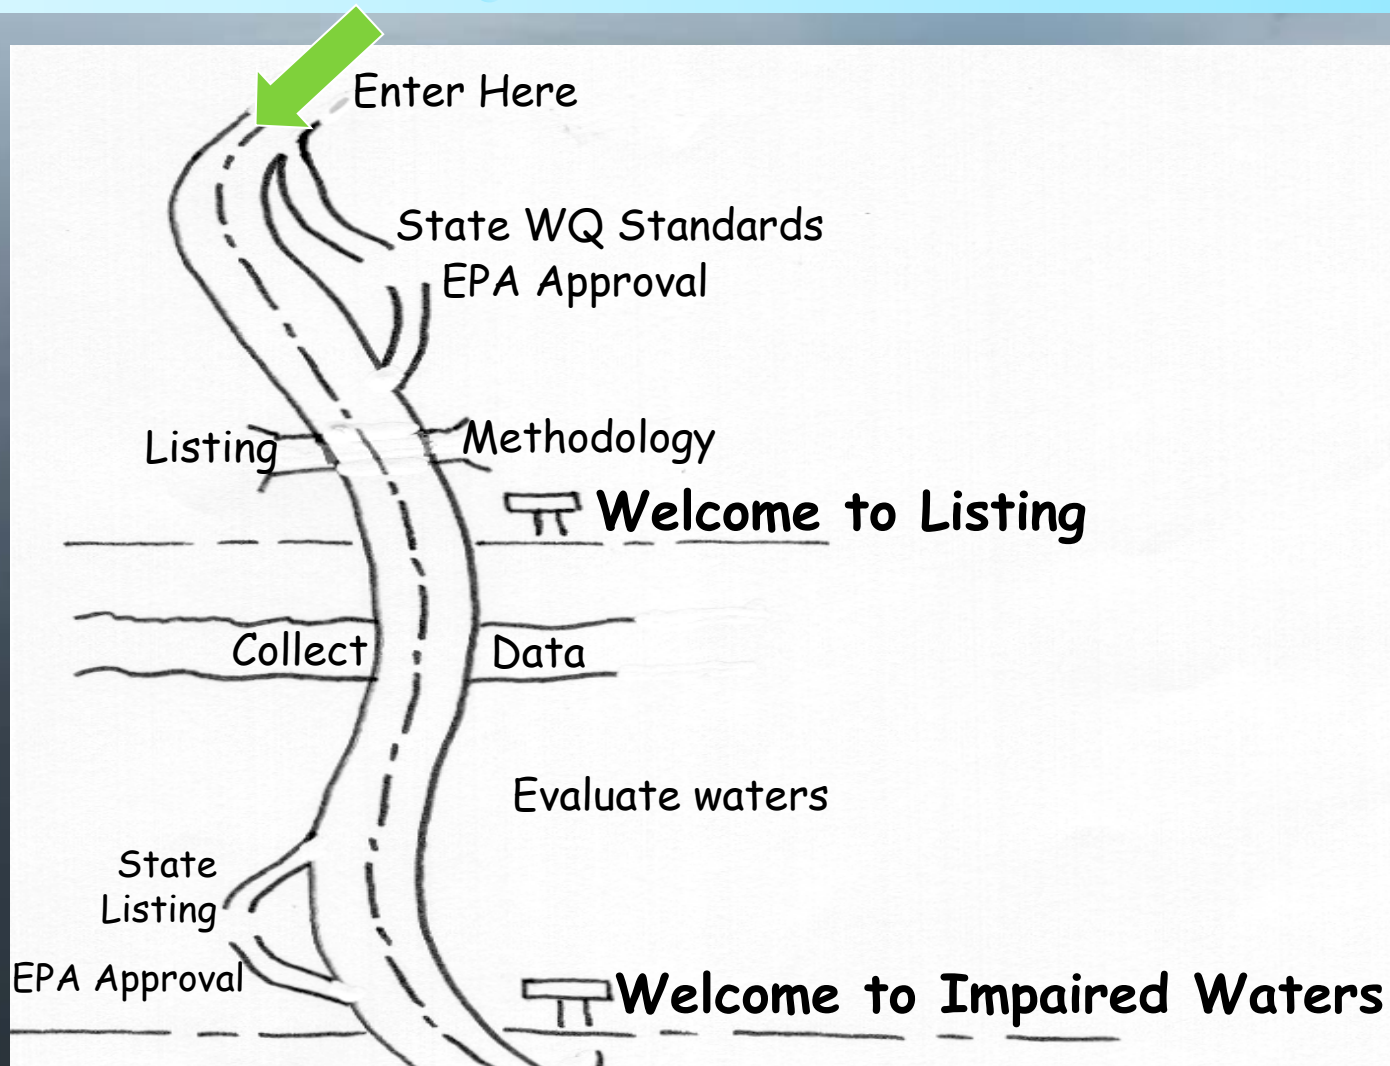 Enter Here
State WQ Standards
EPA Approval
Listing Methodology
Welcome to Listing
Collect Data
Evaluate waters
State
Listing
EPA Approval
Welcome to Impaired Waters